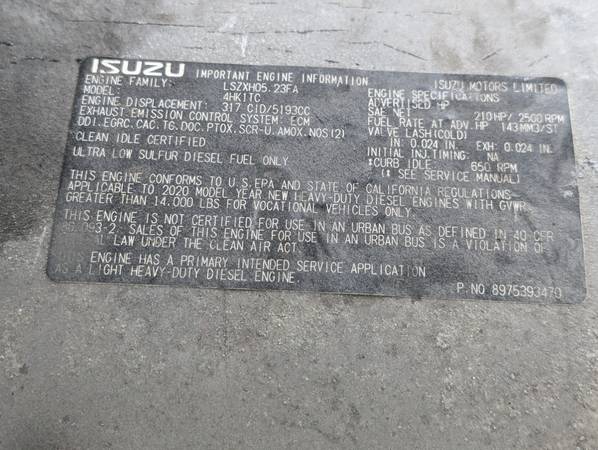 ISUZU IMPORTANT ENGINE INFORMATION ISUZU MOTORS LIMITED
ENGINE FAMILY: LSZXH05.23FA
MODEL: 4HK1TC
ENGINE DISPLACEMENT: 317 CID/5193CC
EXHAUST EMISSION CONTROL SYSTEM: ECM
DDI, EGRC, CAC, TC, DOC, PTOX, SCR-U, AMOX, NOS(2)
CLEAN IDLE CERTIFIED
ULTRA LOW SULFUR DIESEL FUEL ONLY
ENGINE SPECIFICATIONS
ADVERTISED HP
SAE NET 210HP/2500RPM
FUEL RATE AT ADV.HP 143MM3/ST
VALVE LASH(COLD)
IN: 0.024 IN. EXH: 0.024 IN.
INITIAL INJ. TIMING: NA
*CURB IDLE 650 RPM
(* SEE SERVICE MANUAL)
THIS ENGINE CONFORMS TO U.S.EPA AND STATE OF CALIFORNIA REGULATIONS
APPLICABLE TO 2020 MODEL YEAR NEW HEAVY-DUTY DIESEL ENGINES WITH GVWR
GREATER THAN 14,000 LBS FOR VOCATIONAL VEHICLES ONLY.
THIS ENGINE IS NOT CERTIFIED FOR USE IN AN URBAN BUS AS DEFINED IN 40 CFR
86.093-2. SALES OF THIS ENGINE FOR USE IN AN URBAN BUS IS A VIOLATION OF
LAW UNDER THE CLEAN AIR ACT.
THIS ENGINE HAS A PRIMARY INTENDED SERVICE APPLICATION
AS A LIGHT HEAVY-DUTY DIESEL ENGINE.
P.NO 8975393470